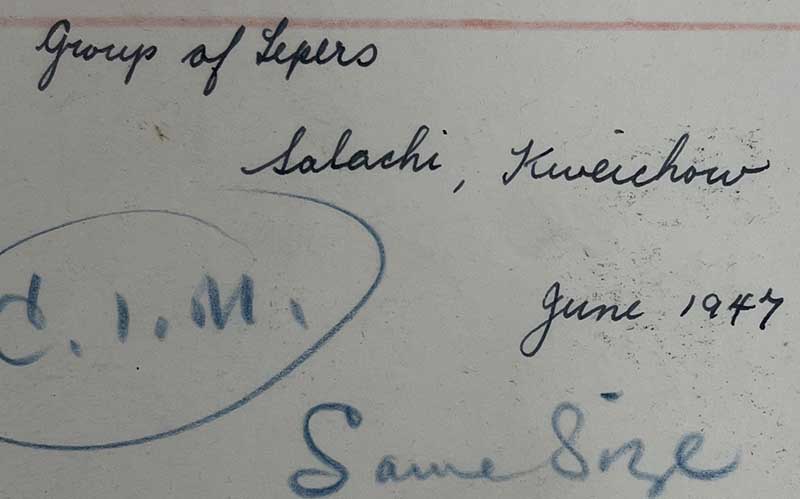 Group of Lepers
Salachi, Kweichow
C.I.M.
June 1947
Same Size